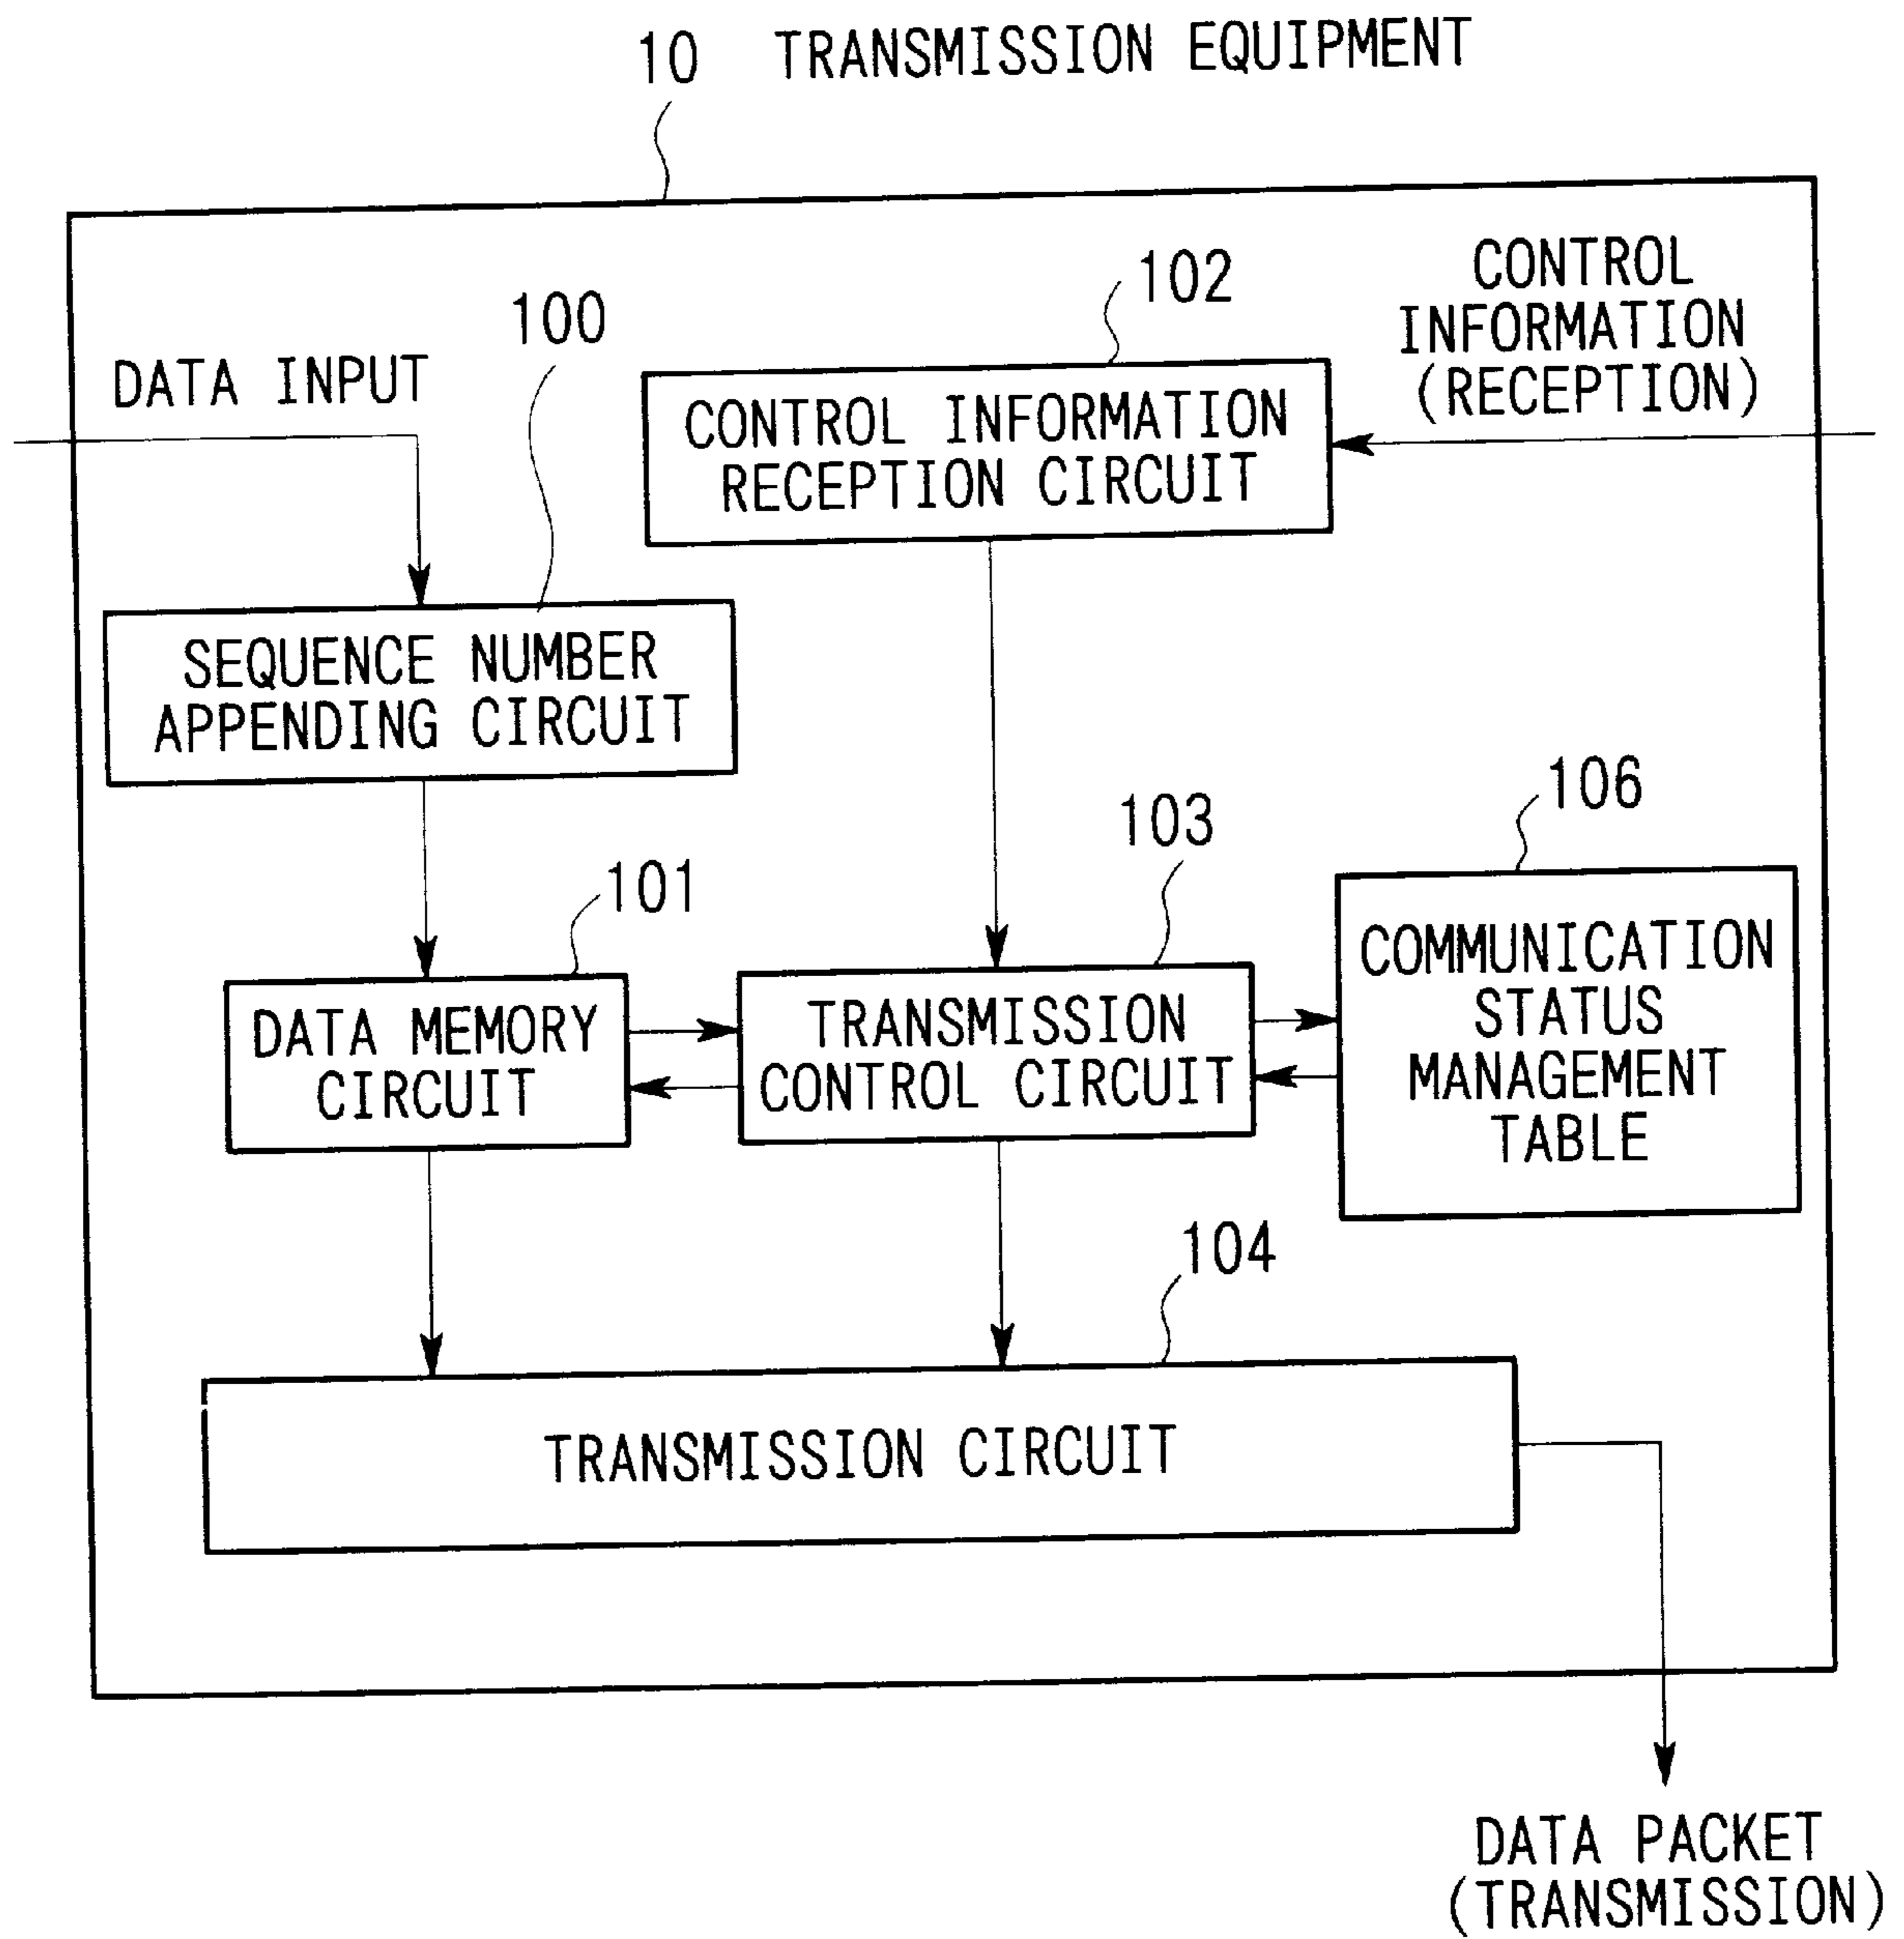 10 TRANSMISSION EQUIPMENT
102
CONTROL
INFORMATION
(RECEPTION)
100
DATA INPUT
CONTROL INFORMATION
RECEPTION CIRCUIT
SEQUENCE NUMBER
APPENDING CIRCUIT
106
103
101
COMMUNICATION
STATUS
MANAGEMENT
TABLE
DATA MEMORY
CIRCUIT
TRANSMISSION
CONTROL CIRCUIT
104
TRANSMISSION CIRCUIT
DATA PACKET
(TRANSMISSION)